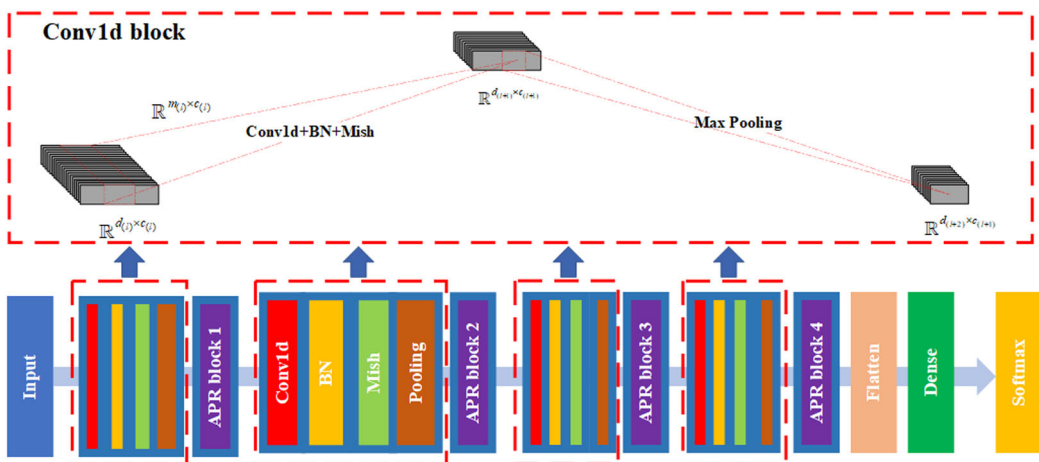 Conv1d block
ℝ^{m_{(i)}×c_{(i)}}
ℝ^{d_{(i+1)}×c_{(i+1)}}
Conv1d+BN+Mish
Max Pooling
ℝ^{d_{(i)}×c_{(i)}}
ℝ^{d_{(i+2)}×c_{(i+1)}}
Input
APR block 1
Conv1d
BN
Mish
Pooling
APR block 2
APR block 3
APR block 4
Flatten
Dense
Softmax